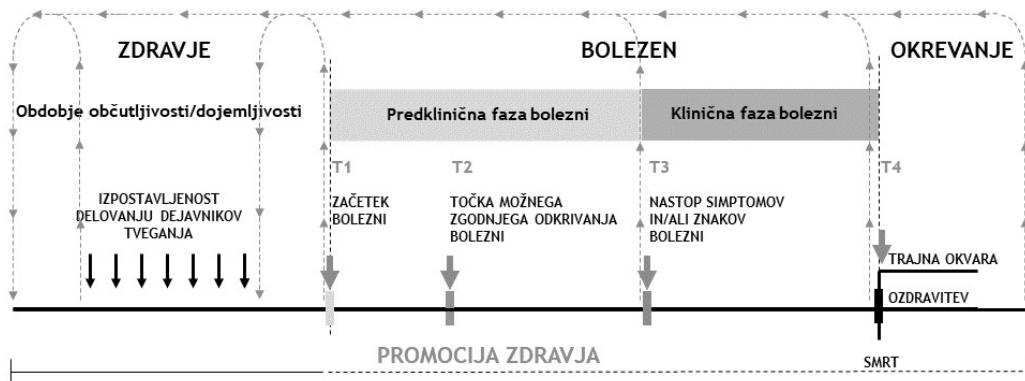 ZDRAVJE
BOLEZEN
OKREVANJE
Obdobje občutljivosti/dojemljivosti
Predklinična faza bolezni
Klinična faza bolezni
T1
T2
T3
T4
IZPOSTAVLJENOST
DELOVANJU DEJAVNIKOV
TVEGANJA
ZAČETEK
BOLEZNI
TOČKA MOŽNEGA
ZGODNJEGA ODKRIVANJA
BOLEZNI
NASTOP SIMPTOMOV
IN/ALI ZNAKOV
BOLEZNI
TRAJNA OKVARA
OZDRAVITEV
SMRT
PROMOCIJA ZDRAVJA